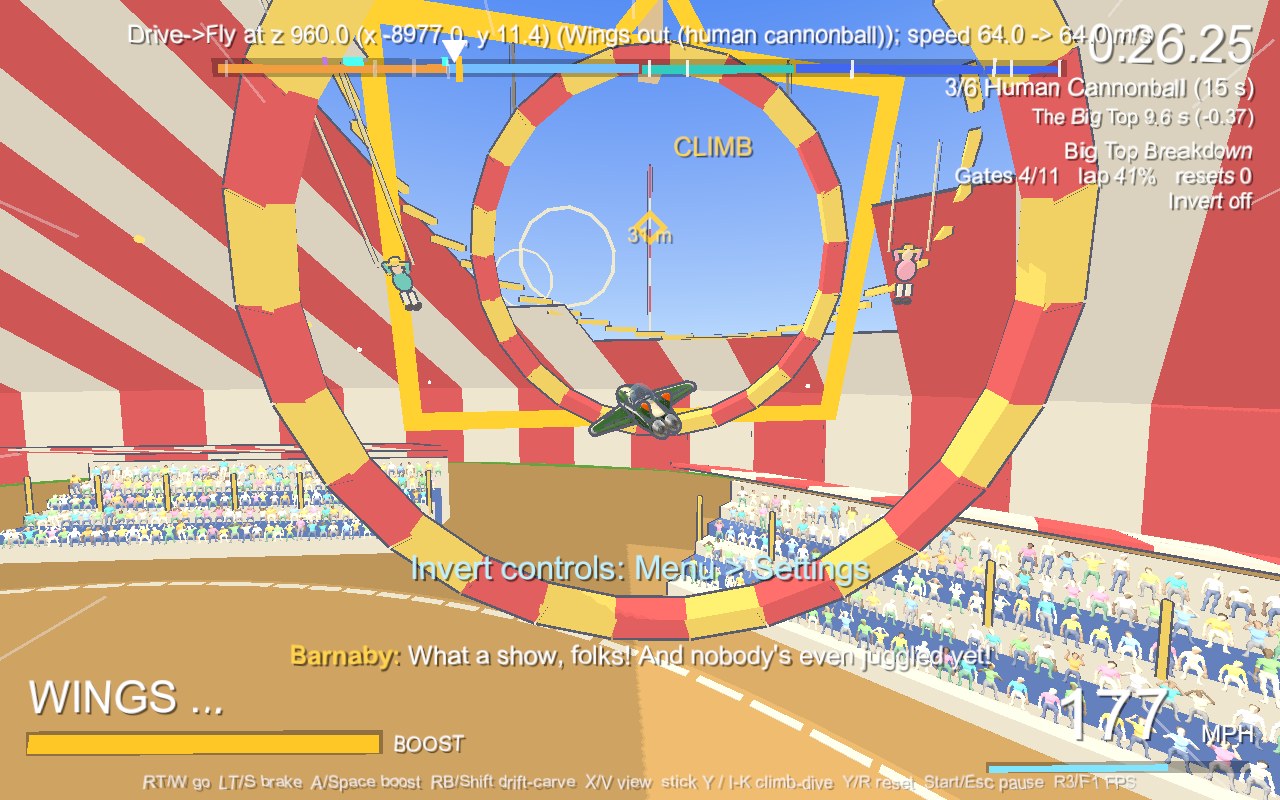 Drive->Fly at z 960.0 (x -8977.0, y 11.4) (Wings out (human cannonball)); speed 64.0 -> 64.0 m/s
0:26.25
3/6 Human Cannonball (15 s)
The Big Top 9.6 s (-0.37)
Big Top Breakdown
Gates 4/11 lap 41% resets 0
Invert off
CLIMB
Invert controls: Menu > Settings
Barnaby: What a show, folks! And nobody's even juggled yet!
WINGS ...
BOOST
177 MPH
RT/W go LT/S brake A/Space boost RB/Shift drift-carve X/V view stick Y / I-K climb-dive Y/R reset Start/Esc pause R3/F1 FPS